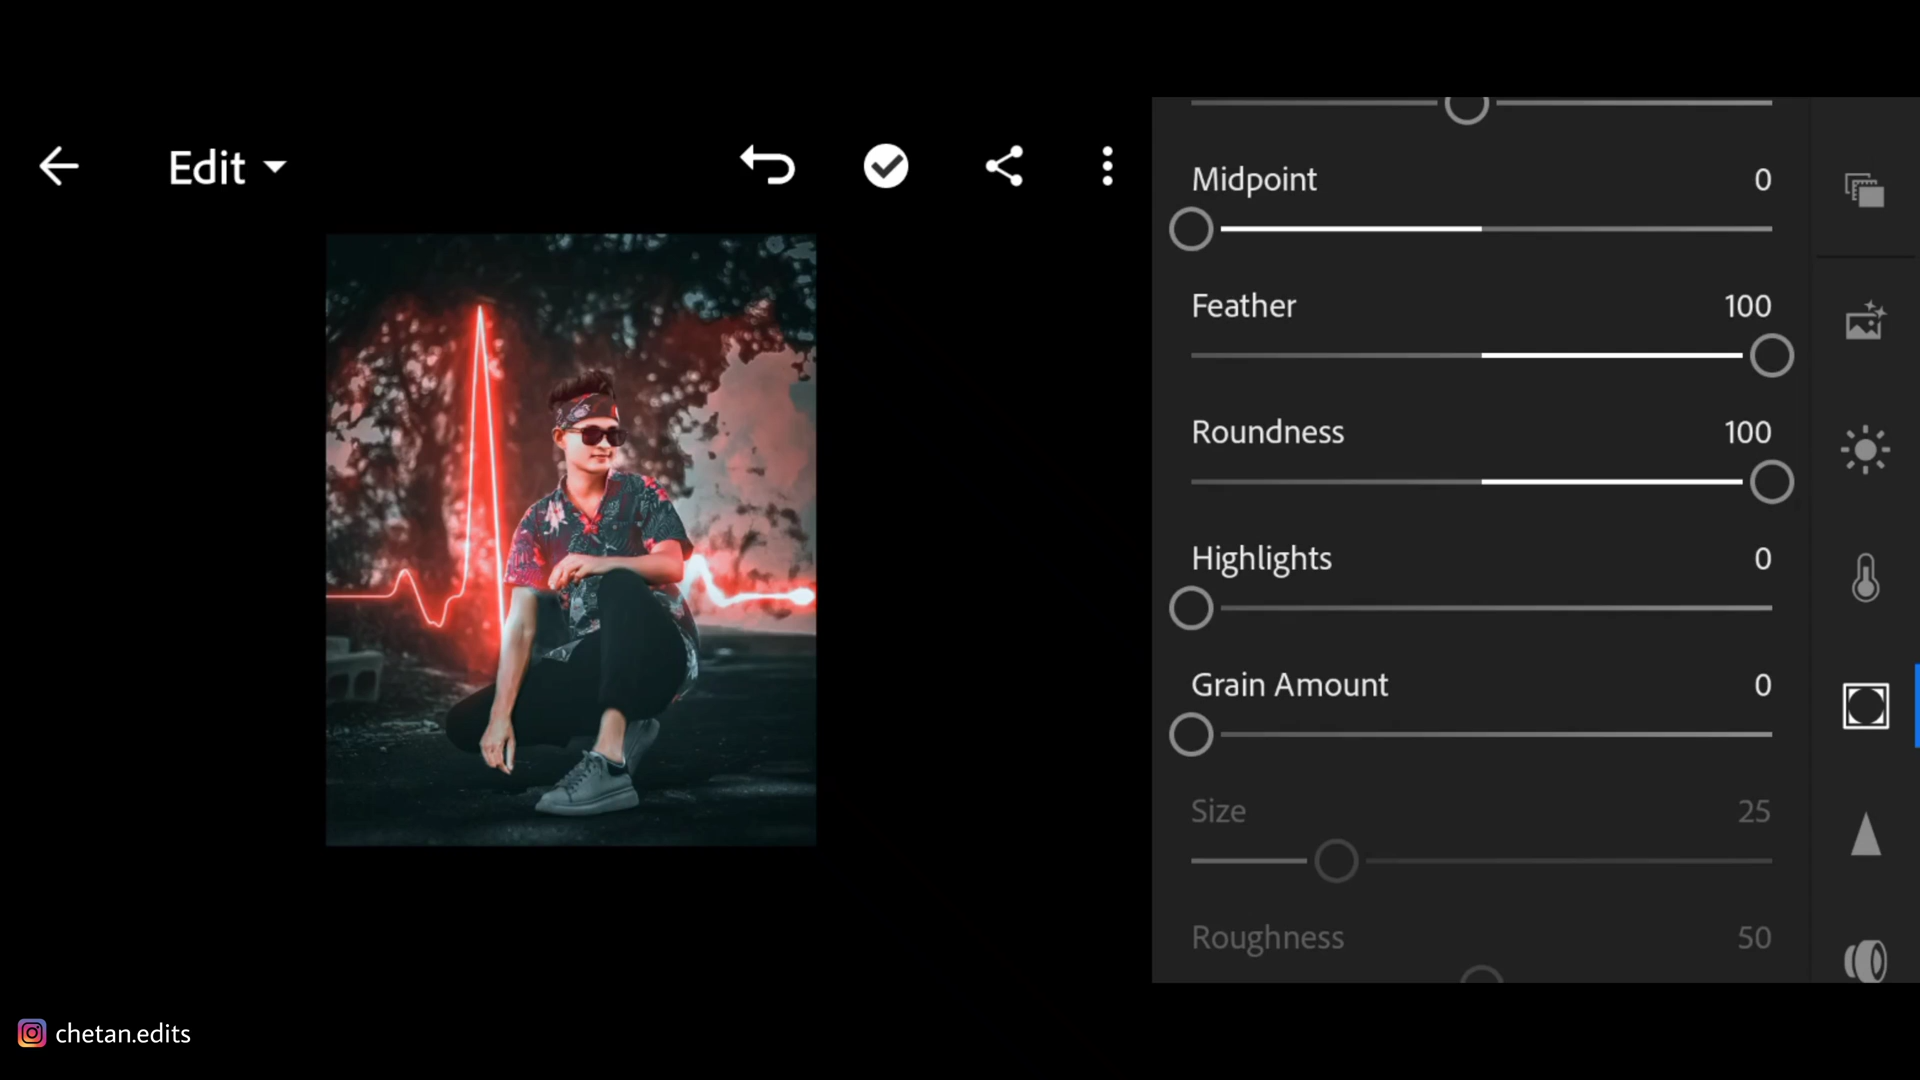 Edit
Midpoint 0
Feather 100
Roundness 100
Highlights 0
Grain Amount 0
Size 25
Roughness 50
chetan.edits